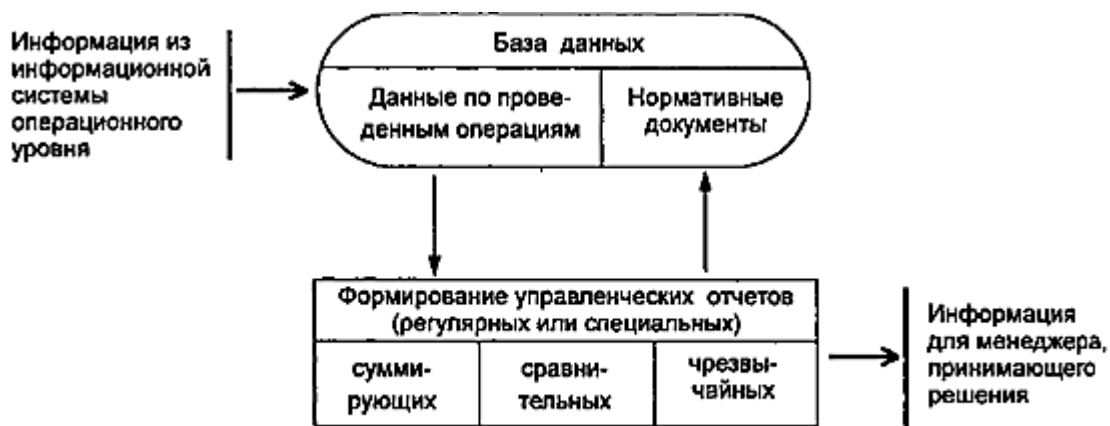 Информация из
информационной
системы
операционного
уровня
База данных
Данные по прове-
денным операциям
Нормативные
документы
Формирование управленческих отчетов
(регулярных или специальных)
сумми-
рующих
сравни-
тельных
чрезвы-
чайных
Информация
для менеджера,
принимающего
решения